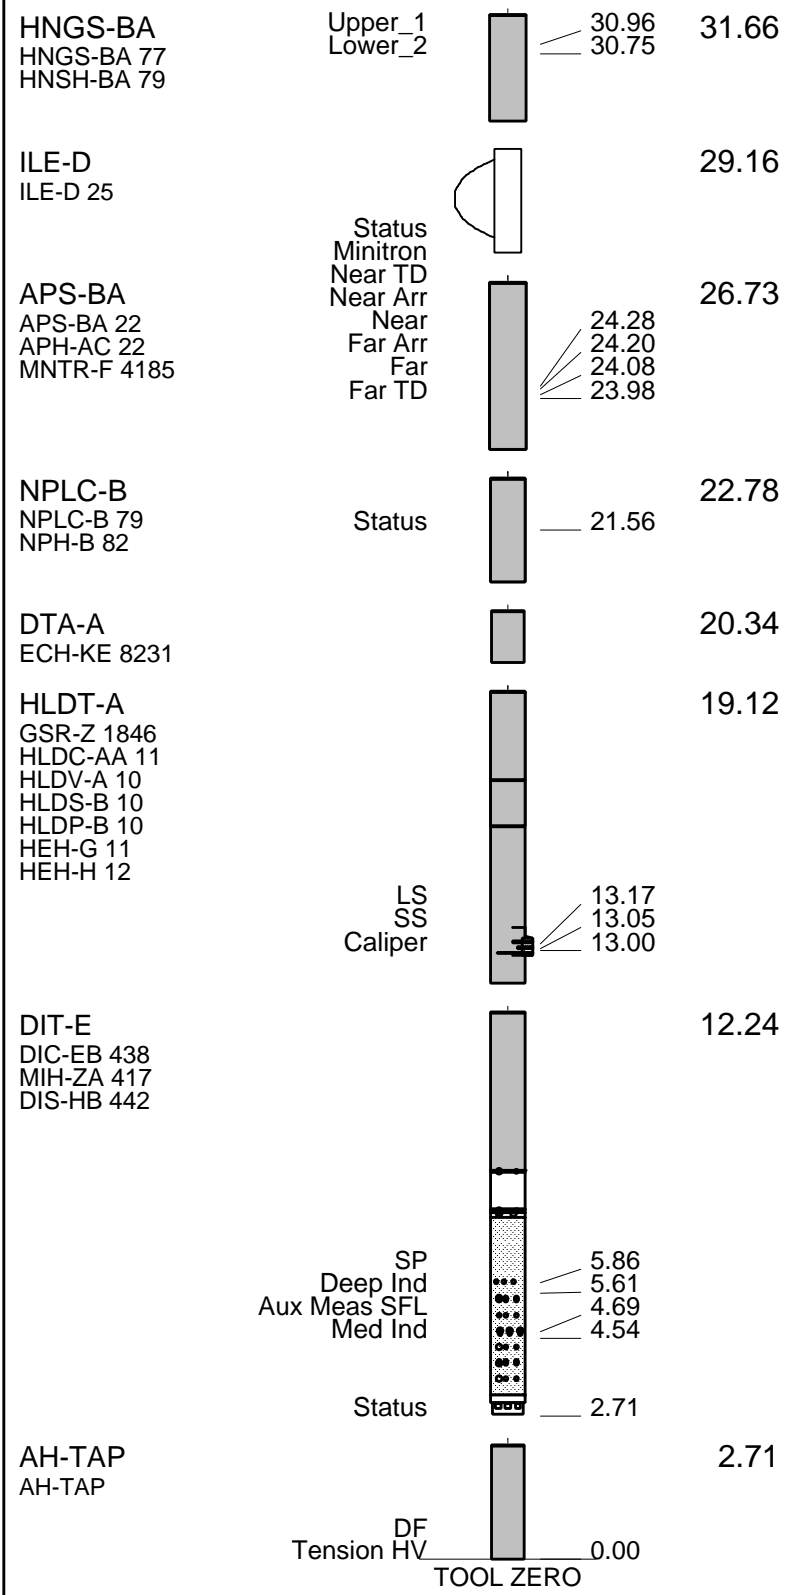 HNGS-BA Upper_1 30.96 31.66
HNGS-BA 77 Lower_2 30.75
HNSH-BA 79
ILE-D 29.16
ILE-D 25
Status
Minitron
Near TD
APS-BA Near Arr 26.73
APS-BA 22 Near 24.28
APH-AC 22 Far Arr 24.20
MNTR-F 4185 Far 24.08
Far TD 23.98
NPLC-B 22.78
NPLC-B 79 Status 21.56
NPH-B 82
DTA-A 20.34
ECH-KE 8231
HLDT-A 19.12
GSR-Z 1846
HLDC-AA 11
HLDV-A 10
HLDS-B 10
HLDP-B 10
HEH-G 11
HEH-H 12
LS 13.17
SS 13.05
Caliper 13.00
DIT-E 12.24
DIC-EB 438
MIH-ZA 417
DIS-HB 442
SP 5.86
Deep Ind 5.61
Aux Meas SFL 4.69
Med Ind 4.54
Status 2.71
AH-TAP 2.71
AH-TAP
DF
Tension HV 0.00
TOOL ZERO